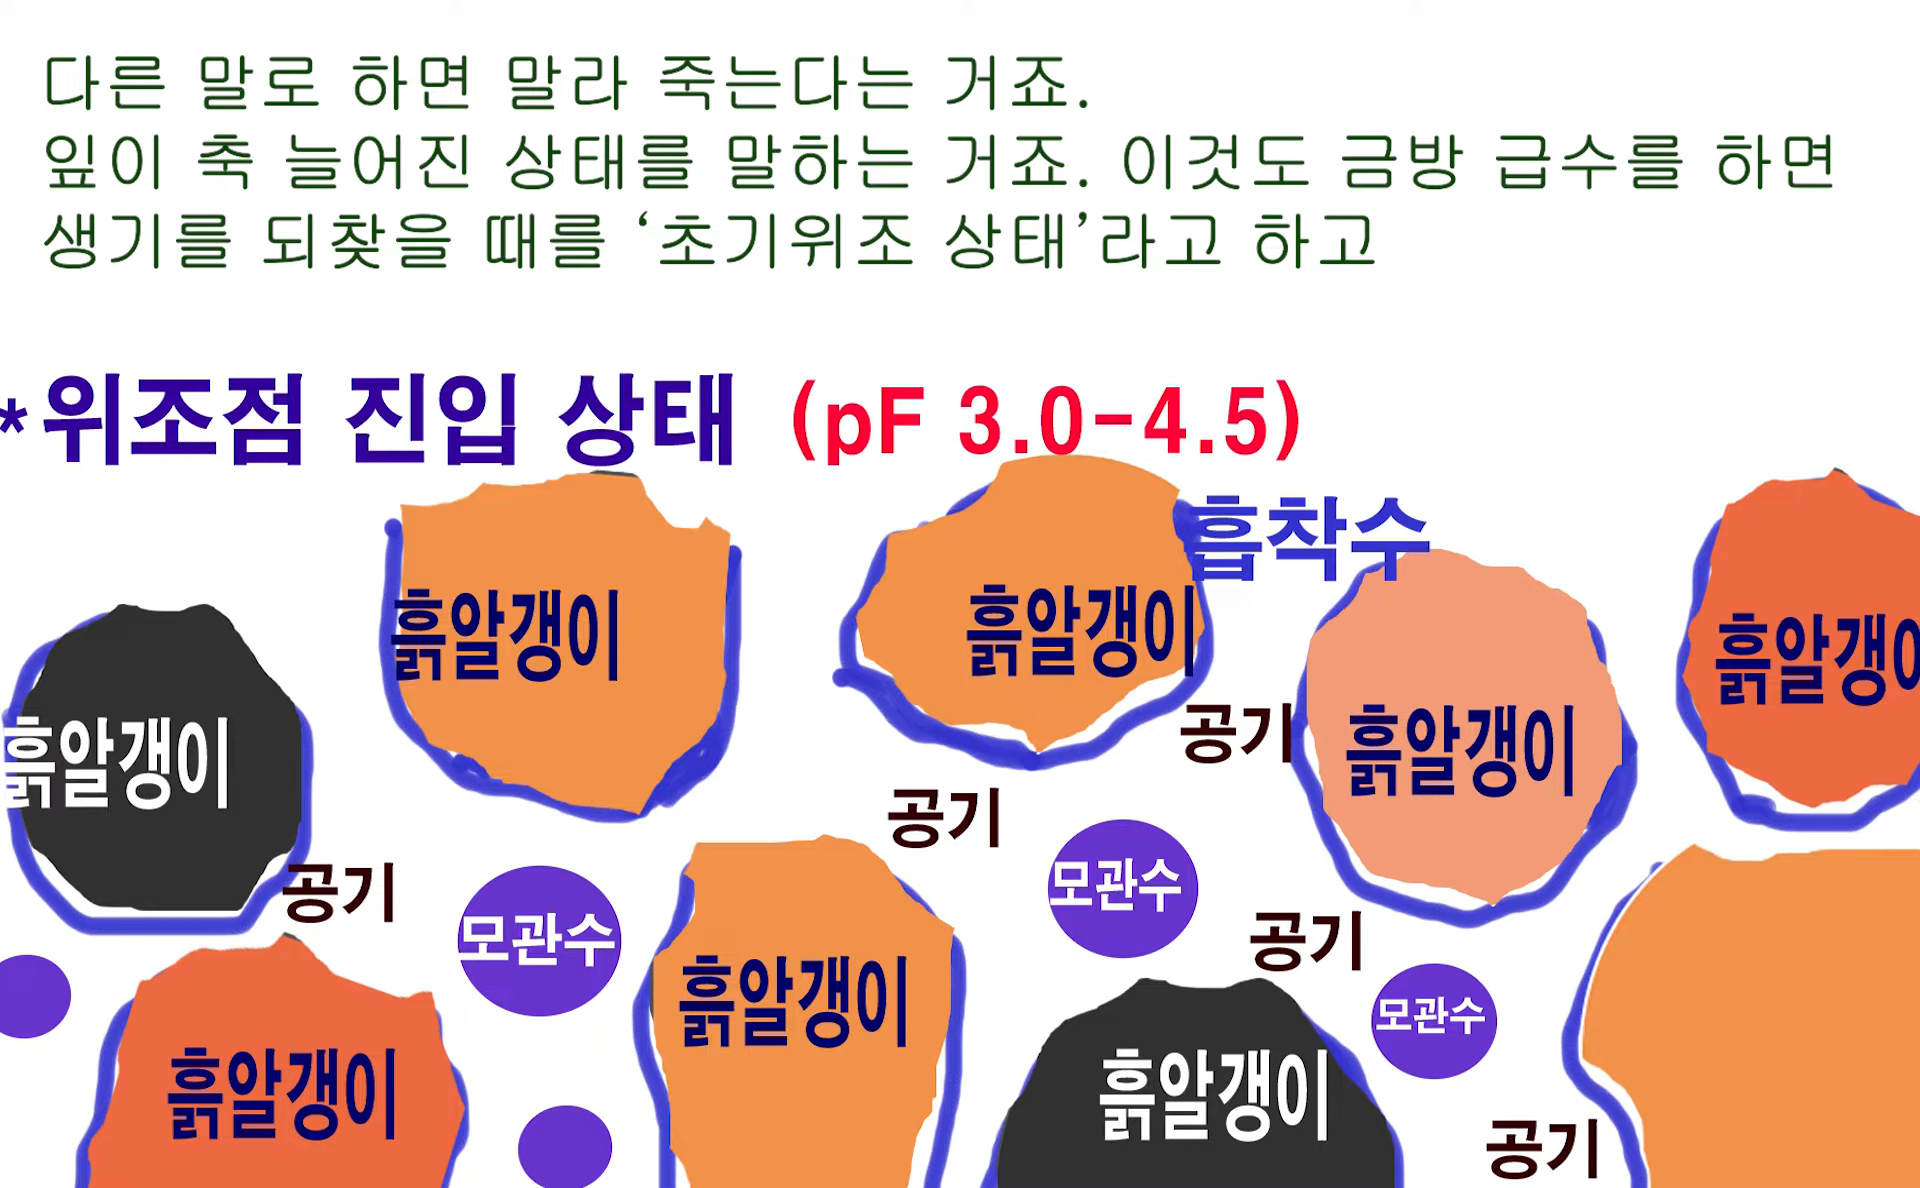 다른 말로 하면 말라 죽는다는 거죠.
잎이 축 늘어진 상태를 말하는 거죠. 이것도 금방 급수를 하면
생기를 되찾을 때를 ‘초기위조 상태’라고 하고
*위조점 진입 상태 (pF 3.0-4.5)
흡착수
흙알갱이
흙알갱이
흙알갱이
흙알갱이
흙알갱이
공기
흙알갱이
공기
모관수
공기
모관수
공기
흙알갱이
모관수
흙알갱이
흙알갱이
공기